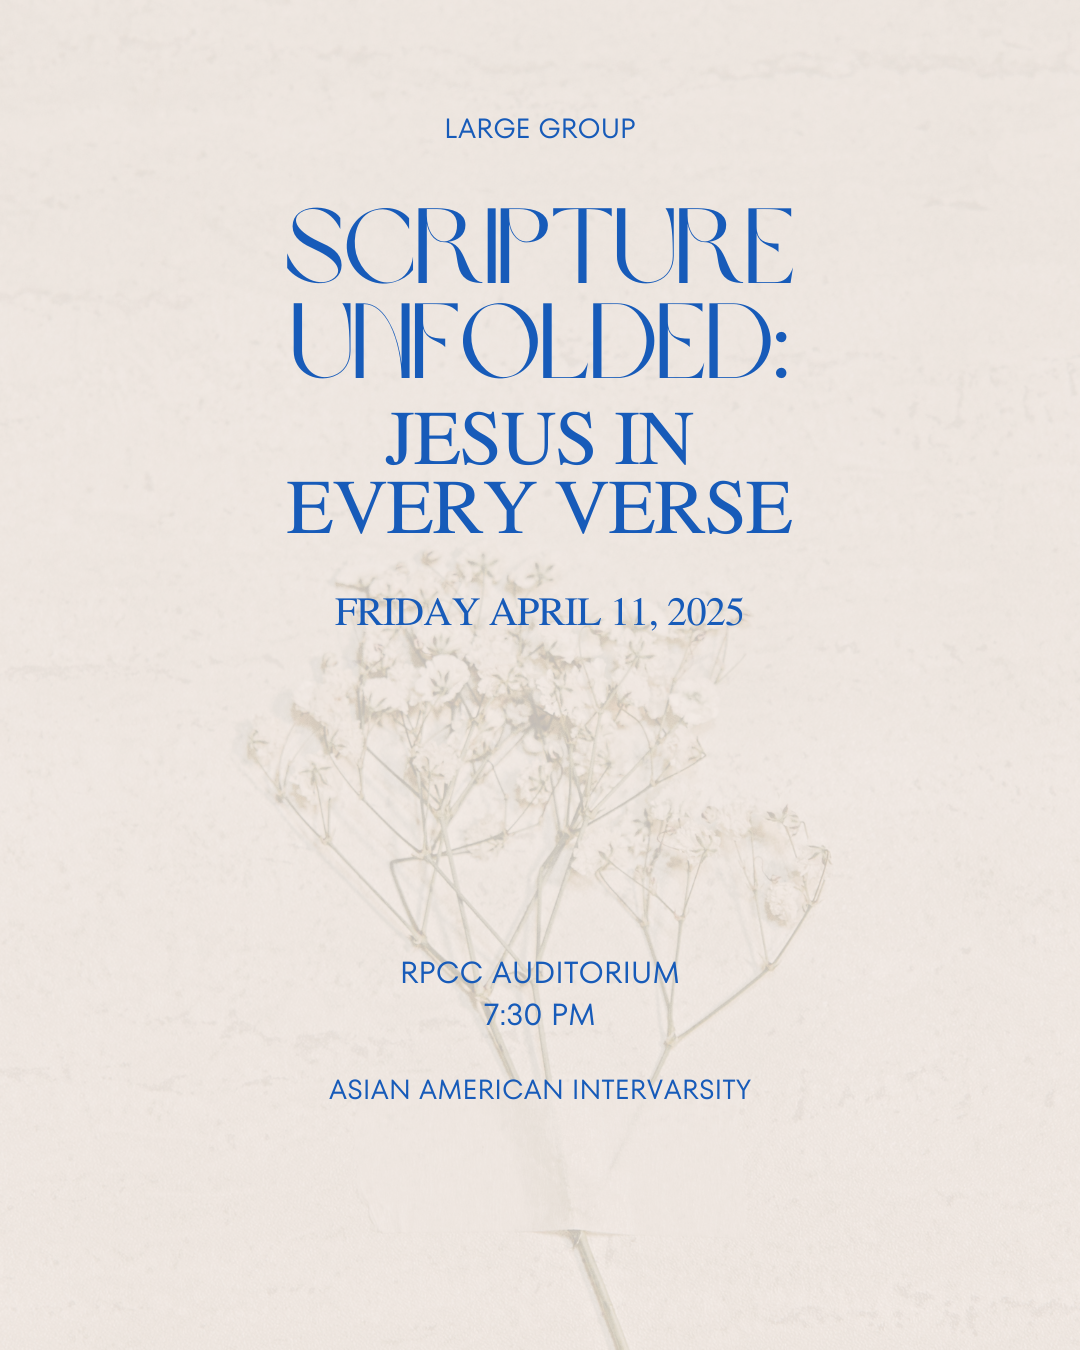 LARGE GROUP
SCRIPTURE
UNFOLDED:
JESUS IN
EVERY VERSE
FRIDAY APRIL 11, 2025
RPCC AUDITORIUM
7:30 PM
ASIAN AMERICAN INTERVARSITY